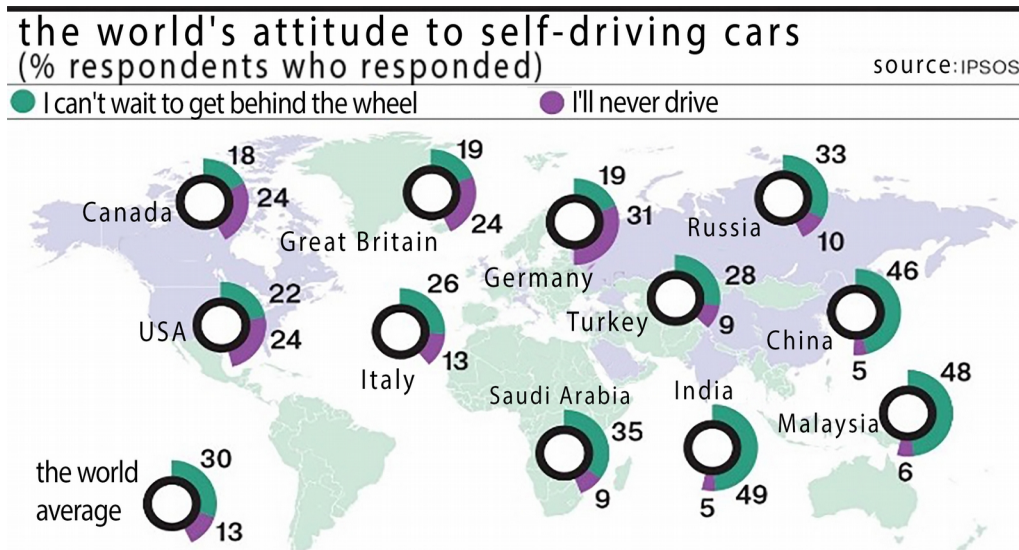 the world's attitude to self-driving cars
(% respondents who responded)
source: IPSOS
I can't wait to get behind the wheel
I'll never drive
18
24
Canada
19
24
Great Britain
19
31
Germany
33
10
Russia
22
24
USA
26
13
Italy
28
9
Turkey
46
5
China
Saudi Arabia
35
9
India
49
5
48
6
Malaysia
the world
average
30
13